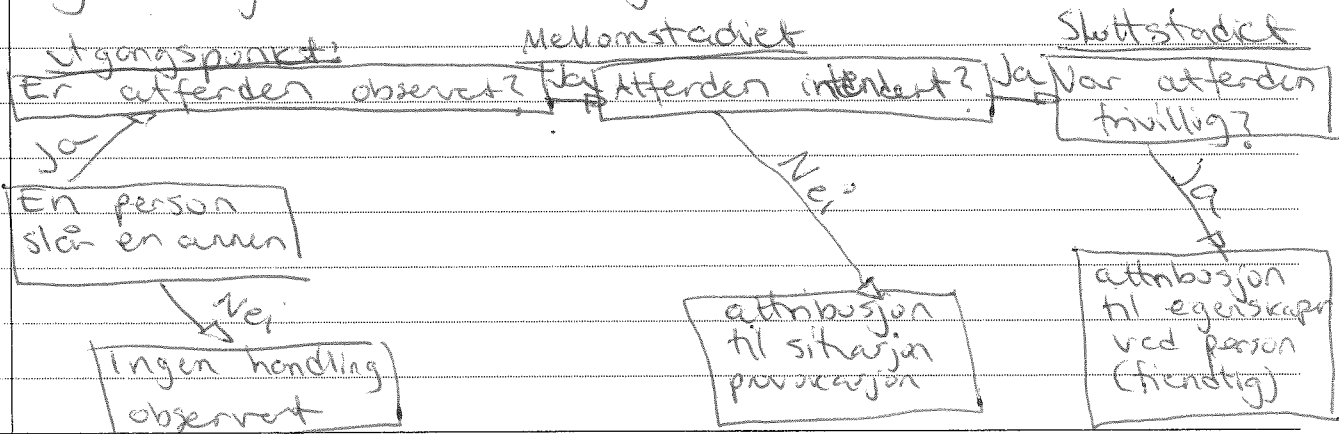 Utgangspunkt:
Mellomstadiet
Sluttstadiet
Er atferden observert?
Ja
Atferden intendert?
Ja
Var atferden
frivillig?
Ja
En person
slår en annen
Nei
Ingen handling
observert
Nei
attribusjon
til situasjon
provokasjon
Ja
attribusjon
til egenskaper
ved person
(fiendtlig)